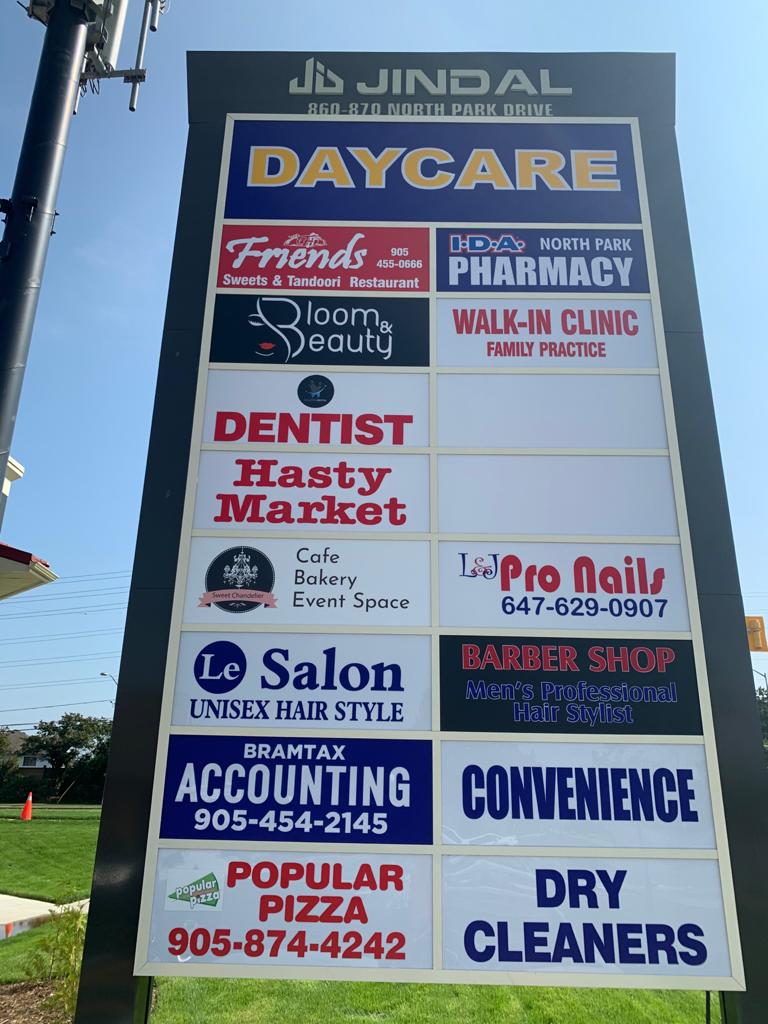 JINDAL
860-870 NORTH PARK DRIVE
DAYCARE
Friends
905
455-0666
Sweets & Tandoori Restaurant
I·D·A· NORTH PARK
PHARMACY
Bloom &
Beauty
WALK-IN CLINIC
FAMILY PRACTICE
DENTIST
Hasty
Market
Sweet Chandelier
Cafe
Bakery
Event Space
L&J Pro Nails
647-629-0907
Le Salon
UNISEX HAIR STYLE
BARBER SHOP
Men's Professional
Hair Stylist
BRAMTAX
ACCOUNTING
905-454-2145
CONVENIENCE
popular
pizza
POPULAR
PIZZA
905-874-4242
DRY
CLEANERS